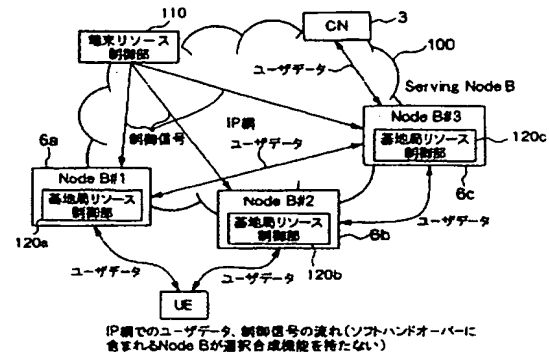 110
端末リソース
制御部
CN
3
100
ユーザデータ
Serving Node B
制御信号
IP網
Node B#3
基地局リソース
制御部
120c
6c
6a
ユーザデータ
Node B#1
基地局リソース
制御部
120a
Node B#2
基地局リソース
制御部
6b
120b
ユーザデータ
ユーザデータ
ユーザデータ
UE
IP網でのユーザデータ、制御信号の流れ(ソフトハンドオーバーに
含まれるNode Bが選択合成機能を持たない)